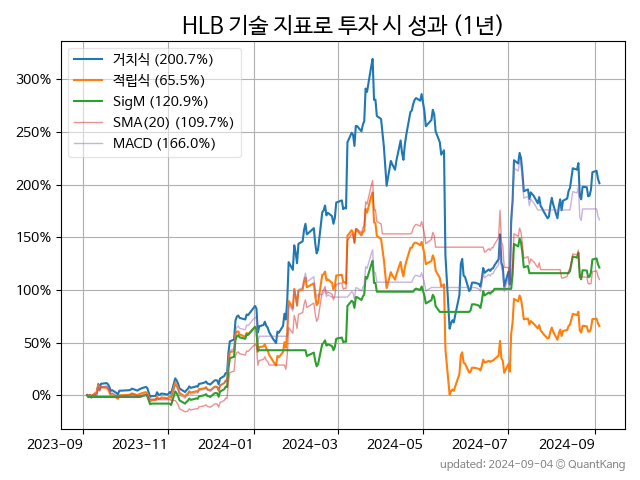 HLB 기술 지표로 투자 시 성과 (1년)
거치식 (200.7%)
적립식 (65.5%)
SigM (120.9%)
SMA(20) (109.7%)
MACD (166.0%)
300%
250%
200%
150%
100%
50%
0%
2023-09 2023-11 2024-01 2024-03 2024-05 2024-07 2024-09
updated: 2024-09-04 © QuantKang